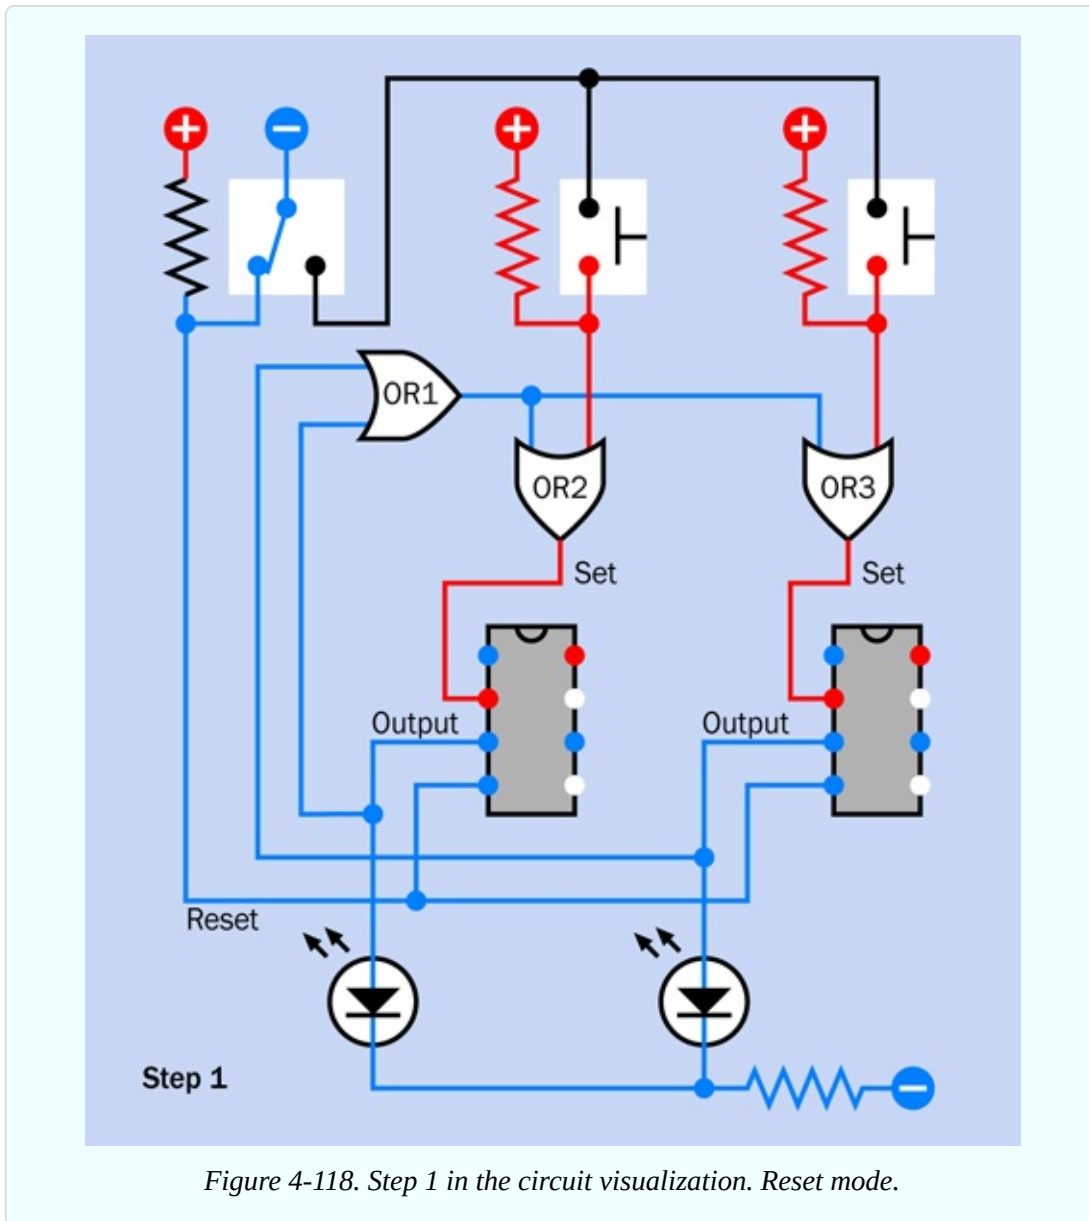 OR1
OR2
OR3
Set
Set
Output
Output
Reset
Step 1
Figure 4-118. Step 1 in the circuit visualization. Reset mode.